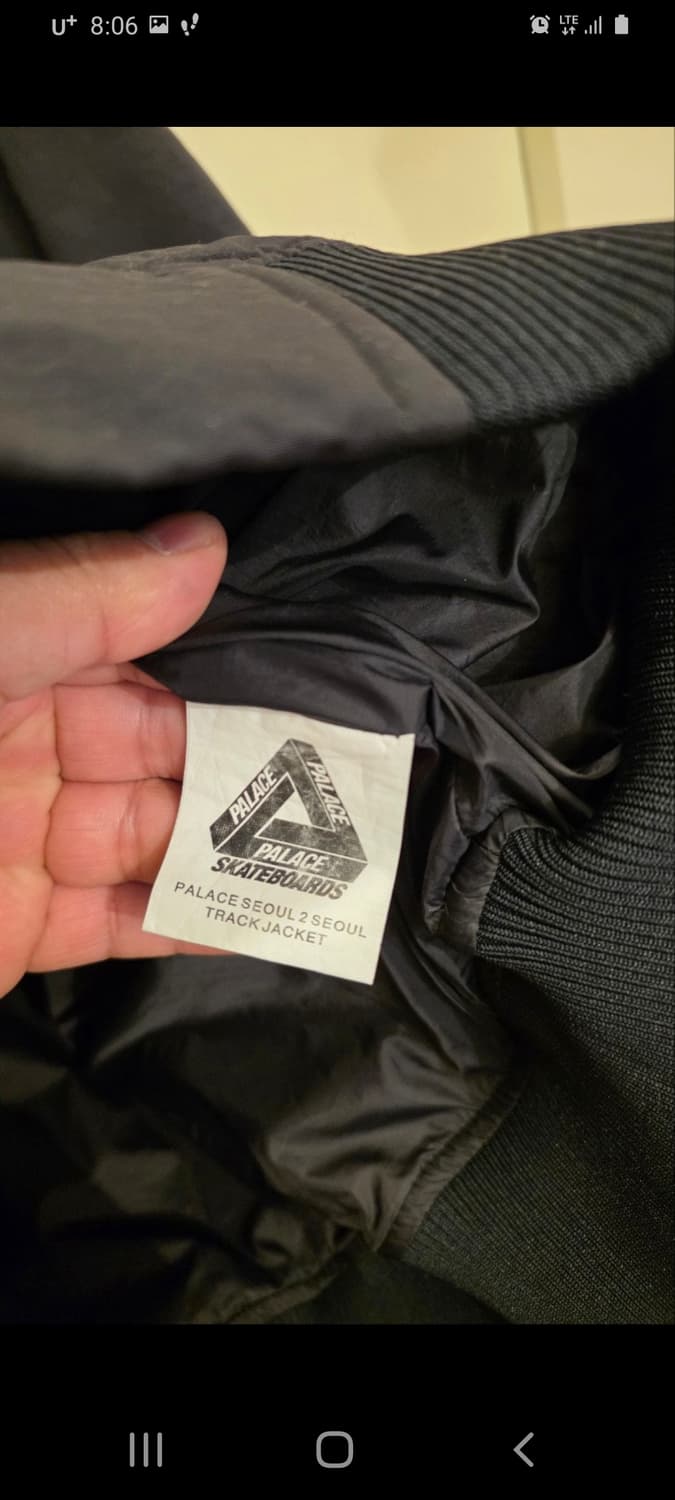 U+ 8:06 LTE
PALACE
PALACE
PALACE
SKATEBOARDS
PALACE SEOUL 2 SEOUL
TRACK JACKET